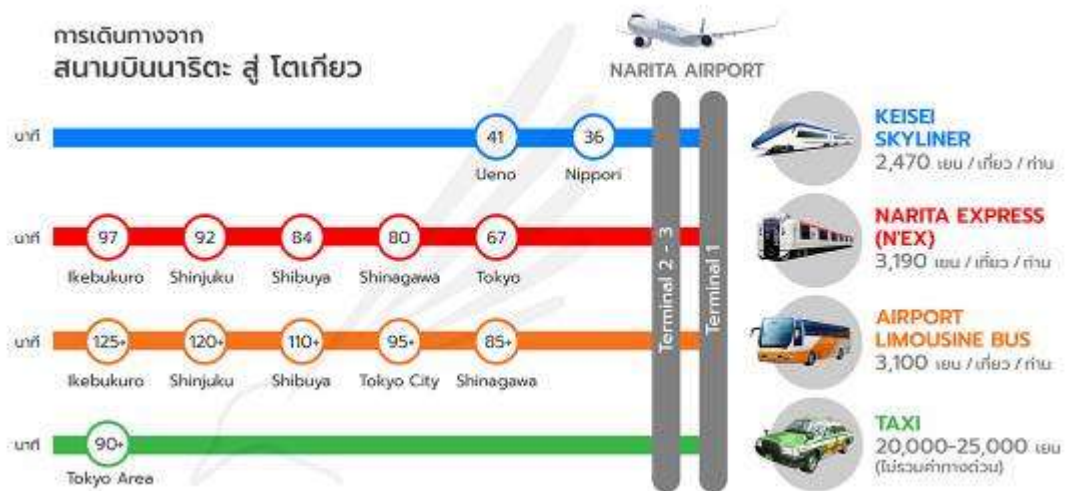 การเดินทางจาก
สนามบินนาริตะ สู่ โตเกียว
NARITA AIRPORT
Terminal 2 - 3
Terminal 1
นาที
41
36
Ueno
Nippori
KEISEI
SKYLINER
2,470 เยน / เที่ยว / ท่าน
นาที
97
92
84
80
67
Ikebukuro
Shinjuku
Shibuya
Shinagawa
Tokyo
NARITA EXPRESS
(N'EX)
3,190 เยน / เที่ยว / ท่าน
นาที
125+
120+
110+
95+
85+
Ikebukuro
Shinjuku
Shibuya
Tokyo City
Shinagawa
AIRPORT
LIMOUSINE BUS
3,100 เยน / เที่ยว / ท่าน
นาที
90+
Tokyo Area
TAXI
20,000-25,000 เยน
(ไม่รวมค่าทางด่วน)